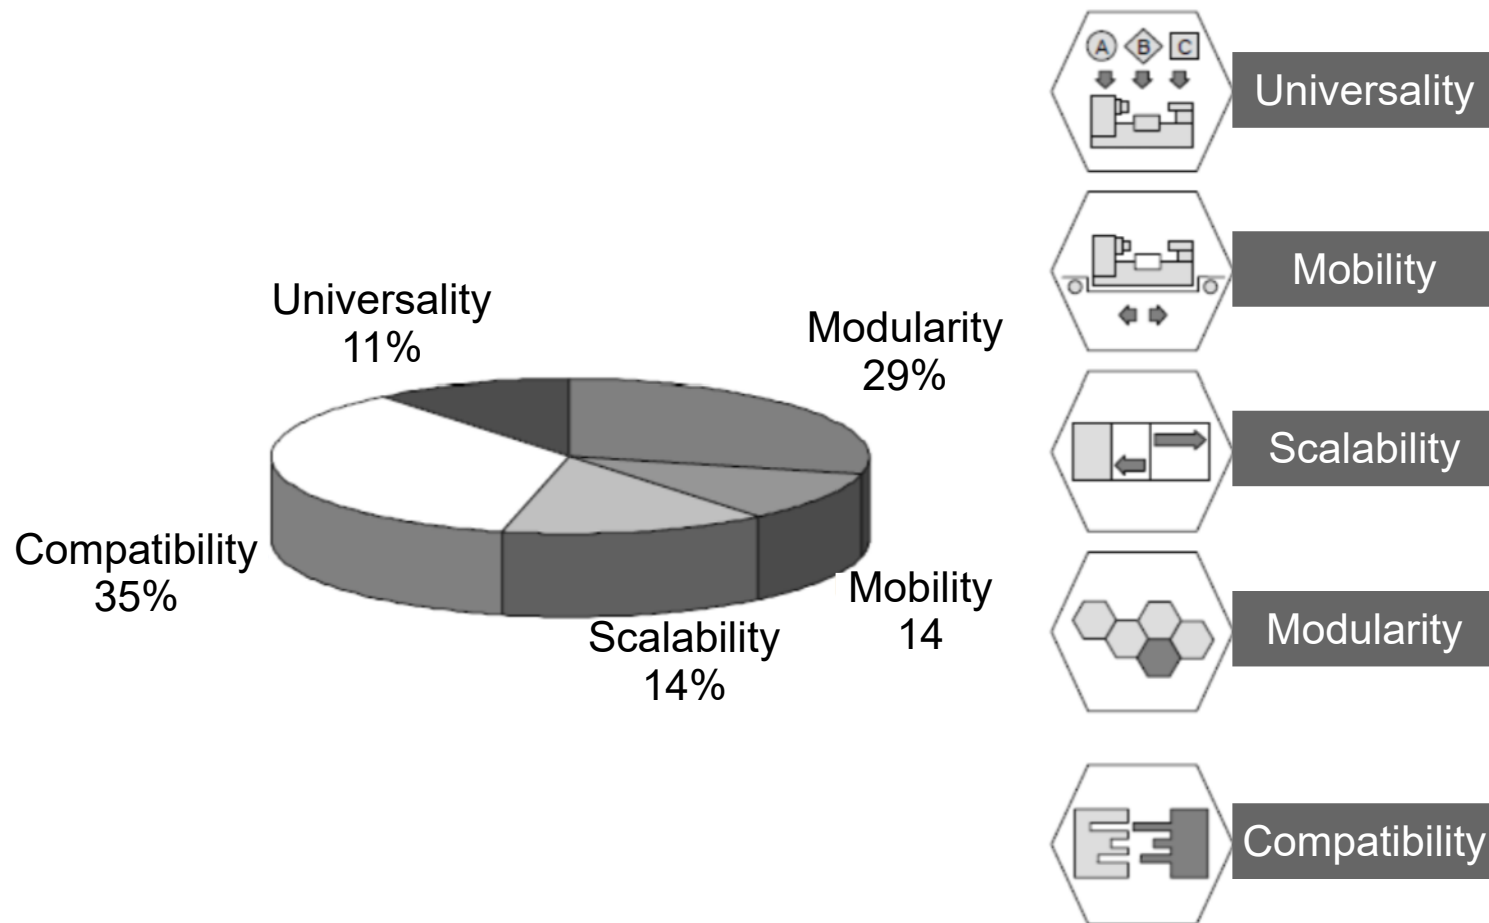 Universality
11%
Modularity
29%
Compatibility
35%
Scalability
14%
Mobility
14
A B C
Universality
Mobility
Scalability
Modularity
Compatibility